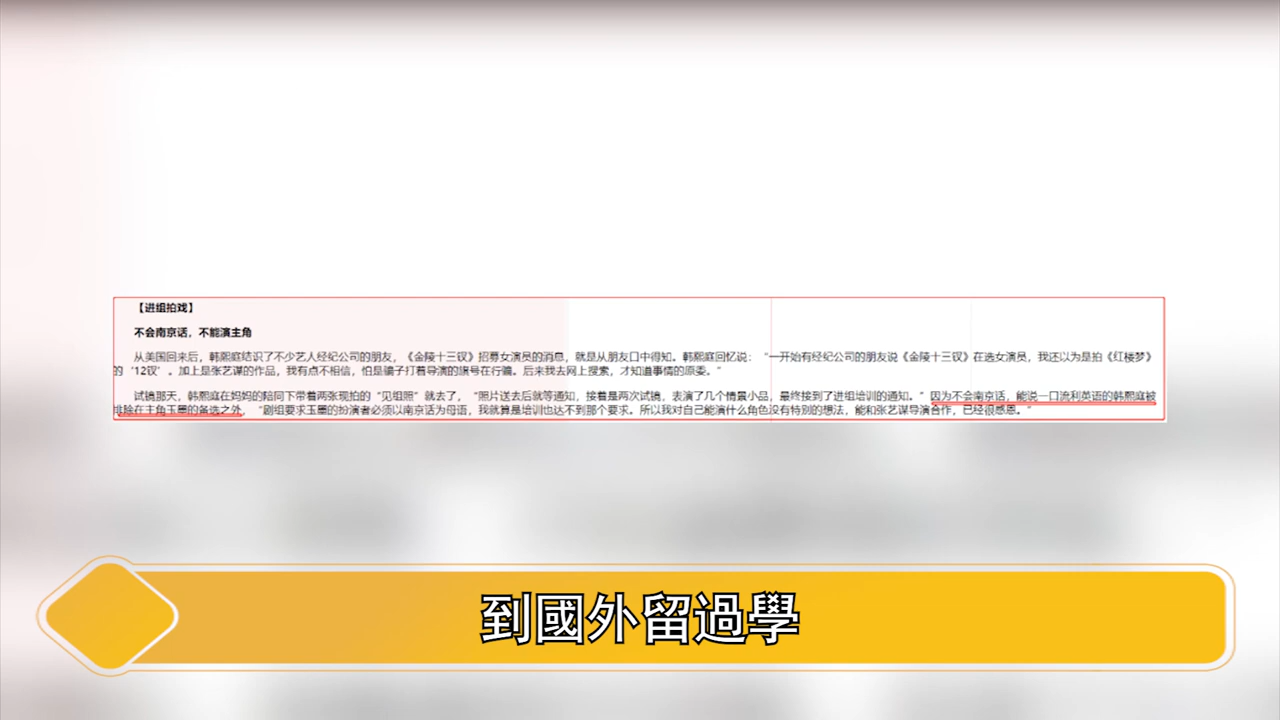 【进组拍戏】
不会南京话，不能演主角
从美国回来后，韩熙庭结识了不少艺人经纪公司的朋友，《金陵十三钗》招募女演员的消息，就是从朋友口中得知。韩熙庭回忆说：“一开始有经纪公司的朋友说《金陵十三钗》在选女演员，我还以为是拍《红楼梦》
的‘12钗’。加上是张艺谋的作品，我有点不相信，怕是骗子打着导演的旗号在行骗。后来我去网上搜索，才知道事情的原委。”
试镜那天，韩熙庭在妈妈的陪同下带着两张现拍的“见组照”就去了，“照片送去后就等通知，接着是两次试镜，表演了几个情景小品，最终接到了进组培训的通知。”因为不会南京话，能说一口流利英语的韩熙庭被
排除在主角玉墨的备选之外，“剧组要求玉墨的扮演者必须以南京话为母语，我就算是培训也达不到那个要求。所以我对自己能演什么角色没有特别的想法，能和张艺谋导演合作，已经很感恩。”
到國外留過學